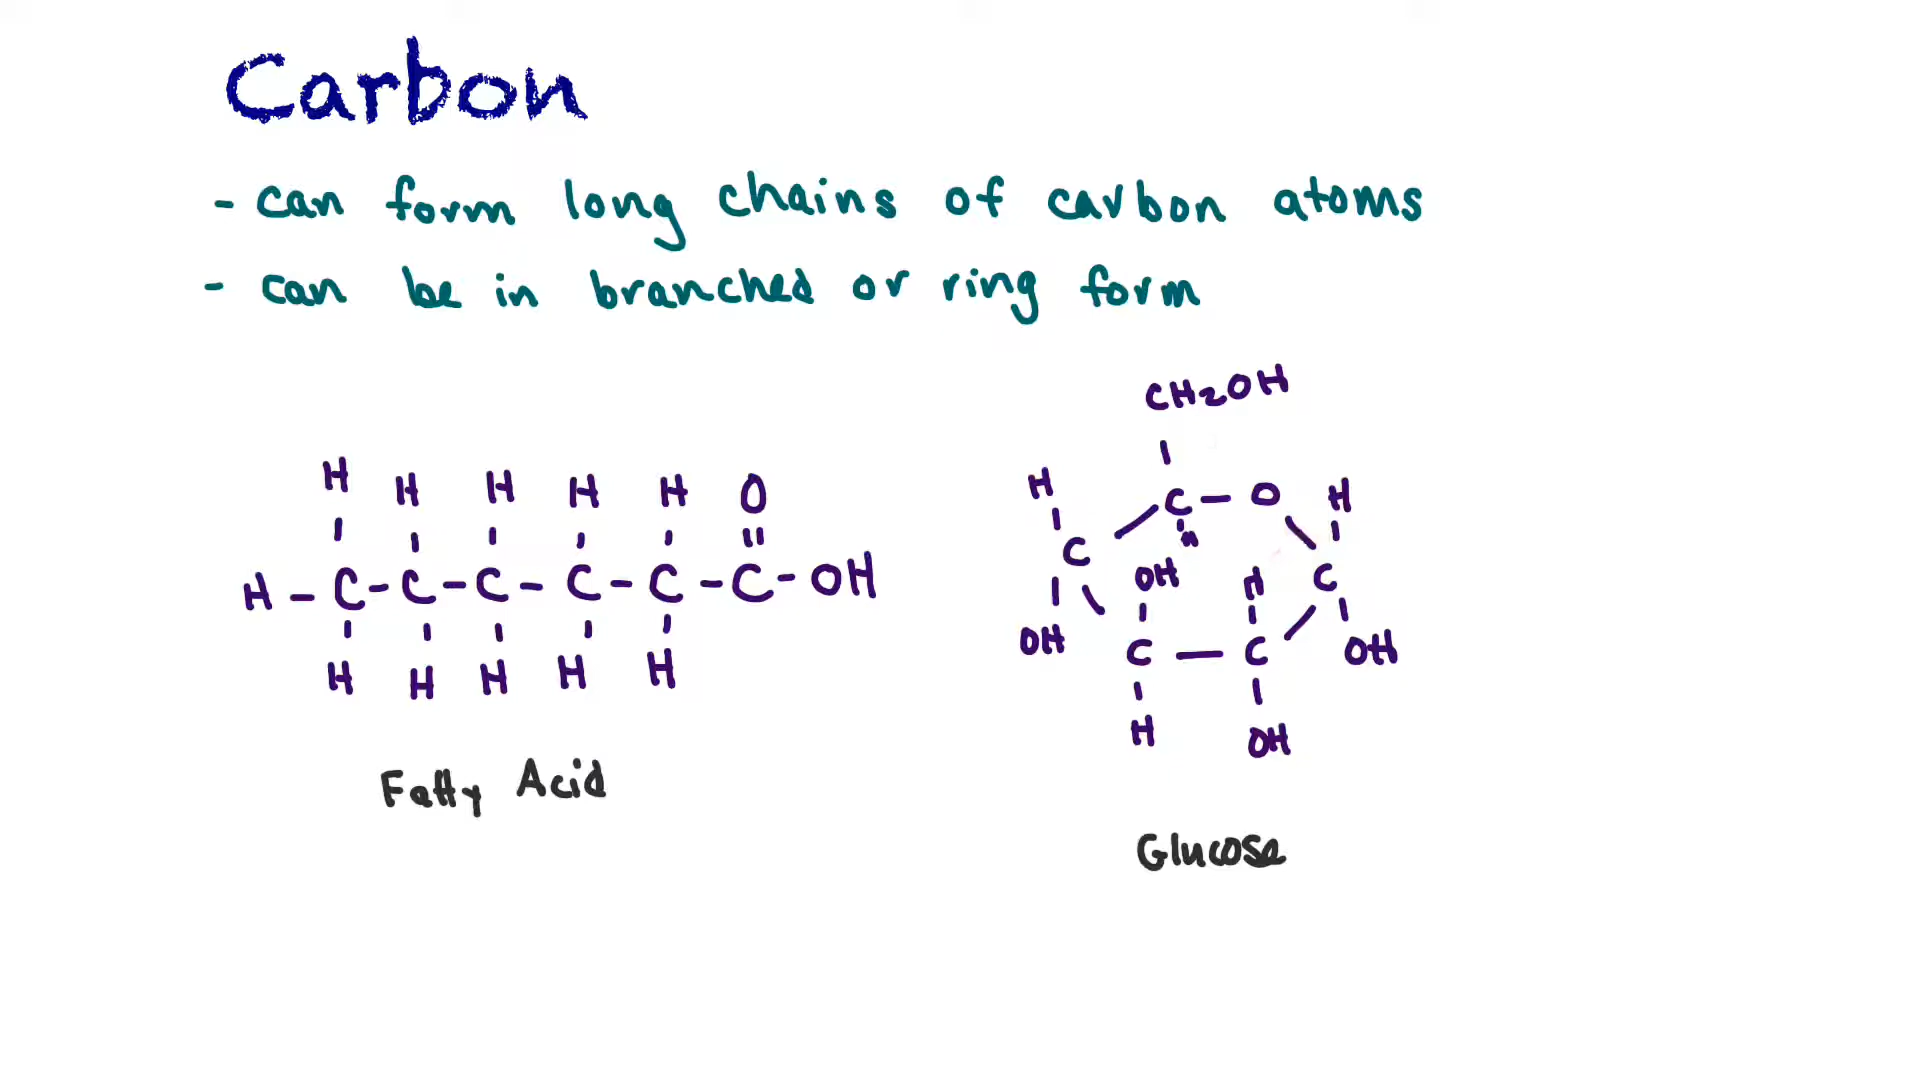 Carbon
- can form long chains of carbon atoms
- can be in branched or ring form
H H H H H O
H - C - C - C - C - C - C - OH
H H H H H
Fatty Acid
CH2OH
H C - O H
H
C OH H C
OH C - C OH
H OH
Glucose